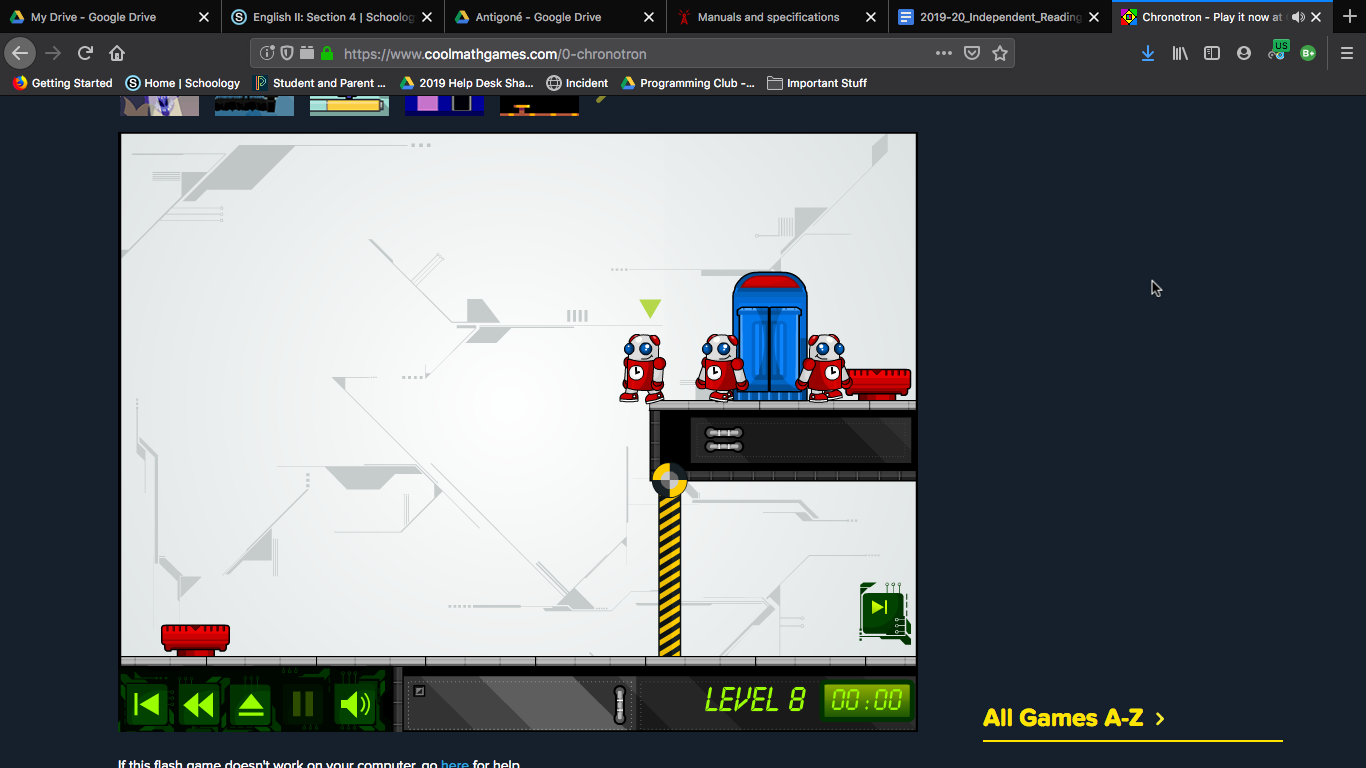 My Drive - Google Drive
English II: Section 4 | Schoolog
Antigoné - Google Drive
Manuals and specifications
2019-20_Independent_Reading
Chronotron - Play it now at
https://www.coolmathgames.com/0-chronotron
US
B+
Getting Started
Home | Schoology
Student and Parent ...
2019 Help Desk Sha...
Incident
Programming Club -...
Important Stuff
LEVEL 8
00:00
All Games A-Z
If this flash game doesn't work on your computer, go here for help.